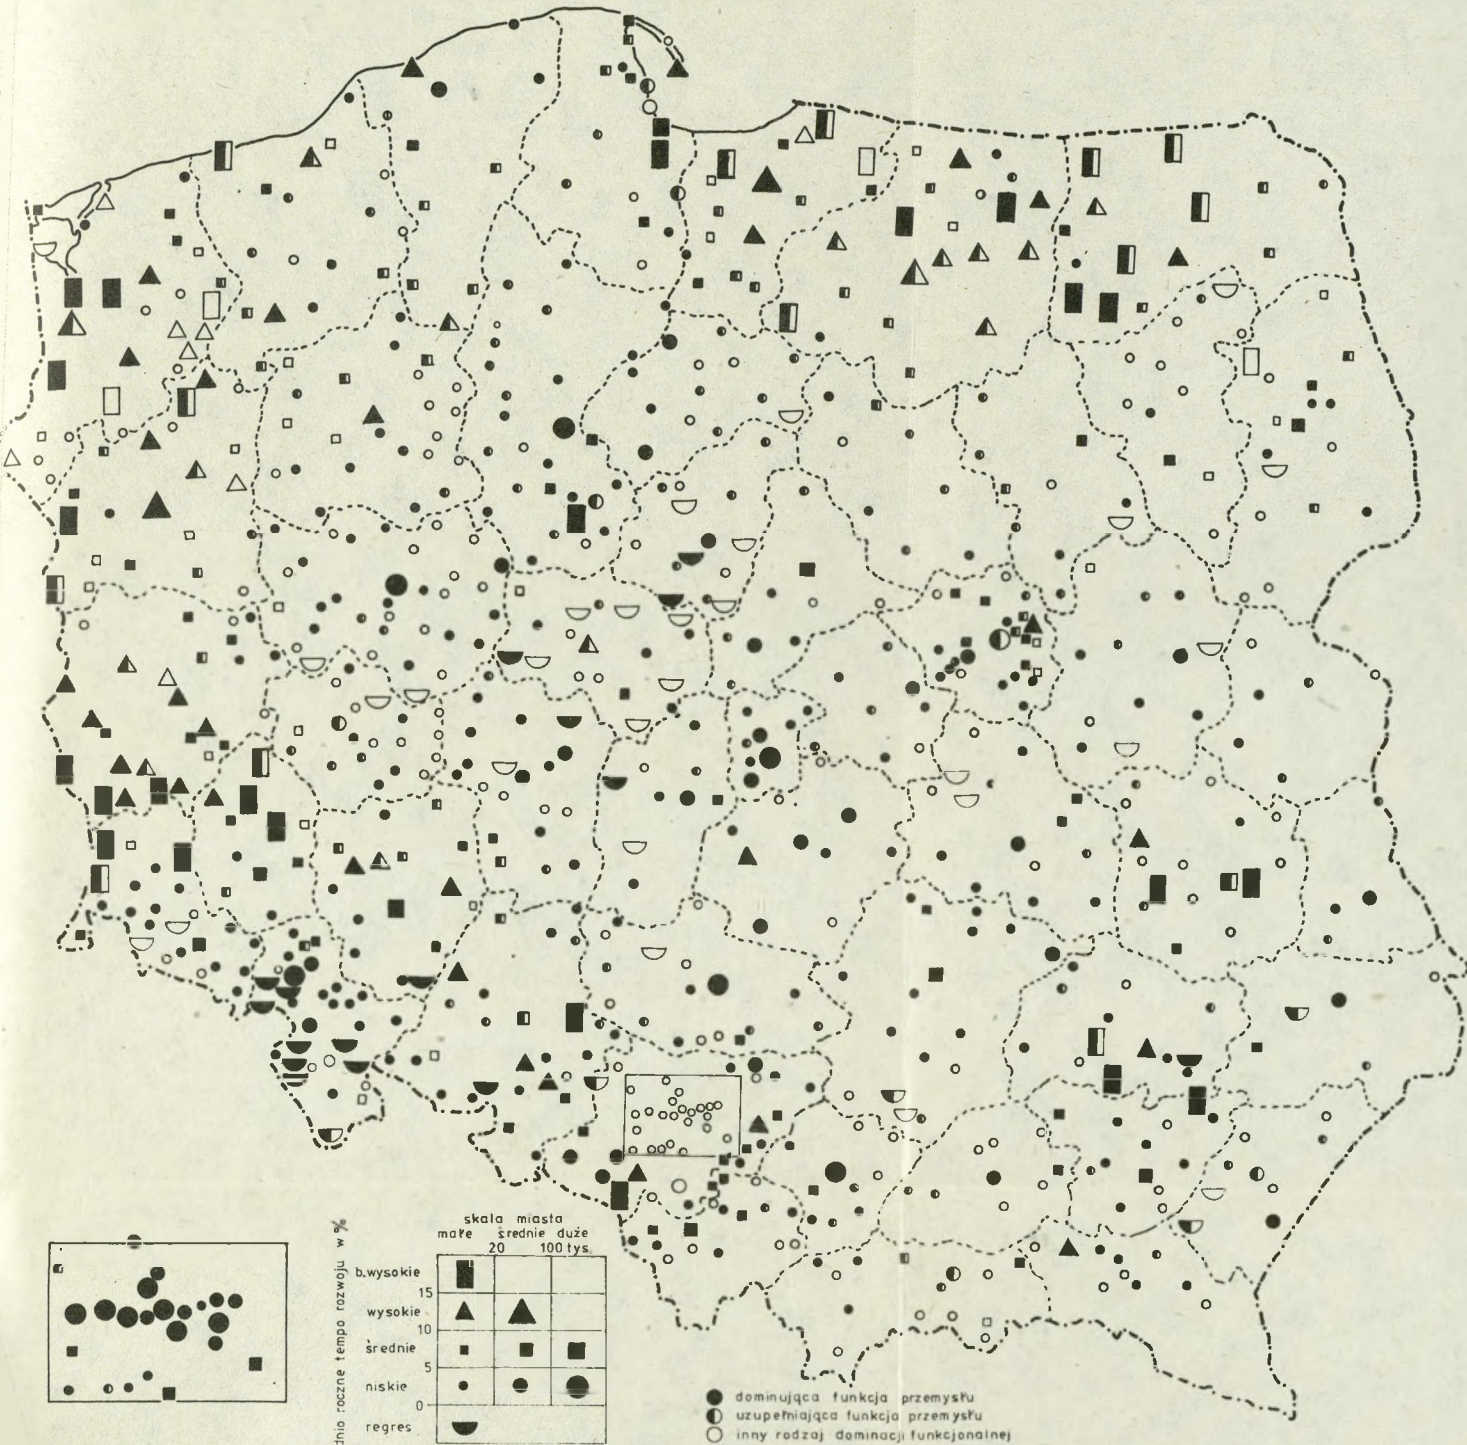 skala miasta
małe średnie duże
20 100 tys.
b.wysokie
15
wysokie
10
średnie
5
niskie
0
regres
roczne tempo rozwoju w %
dominująca funkcja przemysłu
uzupełniająca funkcja przemysłu
inny rodzaj dominacji funkcjonalnej